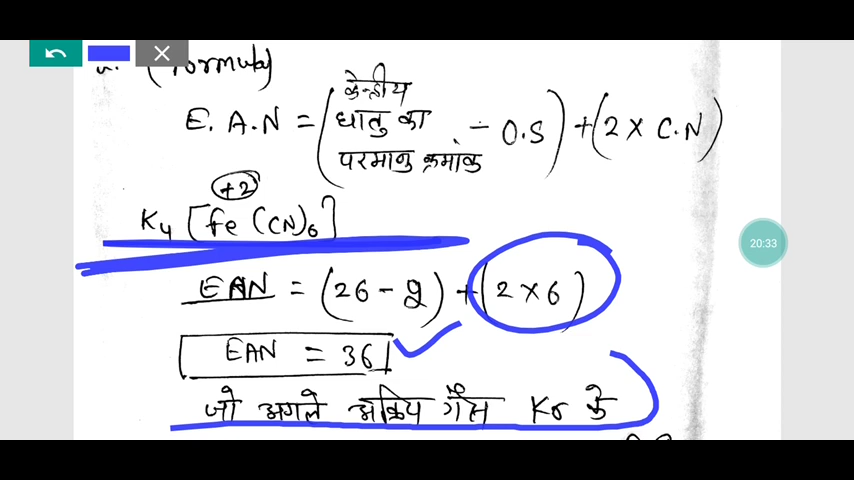 (formula)
E.A.N = (केन्द्रीय धातु का परमाणु क्रमांक - O.S) + (2 × C.N)
+2
K4 [Fe (CN)6]
EAN = (26 - 2) + (2 × 6)
EAN = 36
जो अगले अक्रिय गैस Kr के
20:33